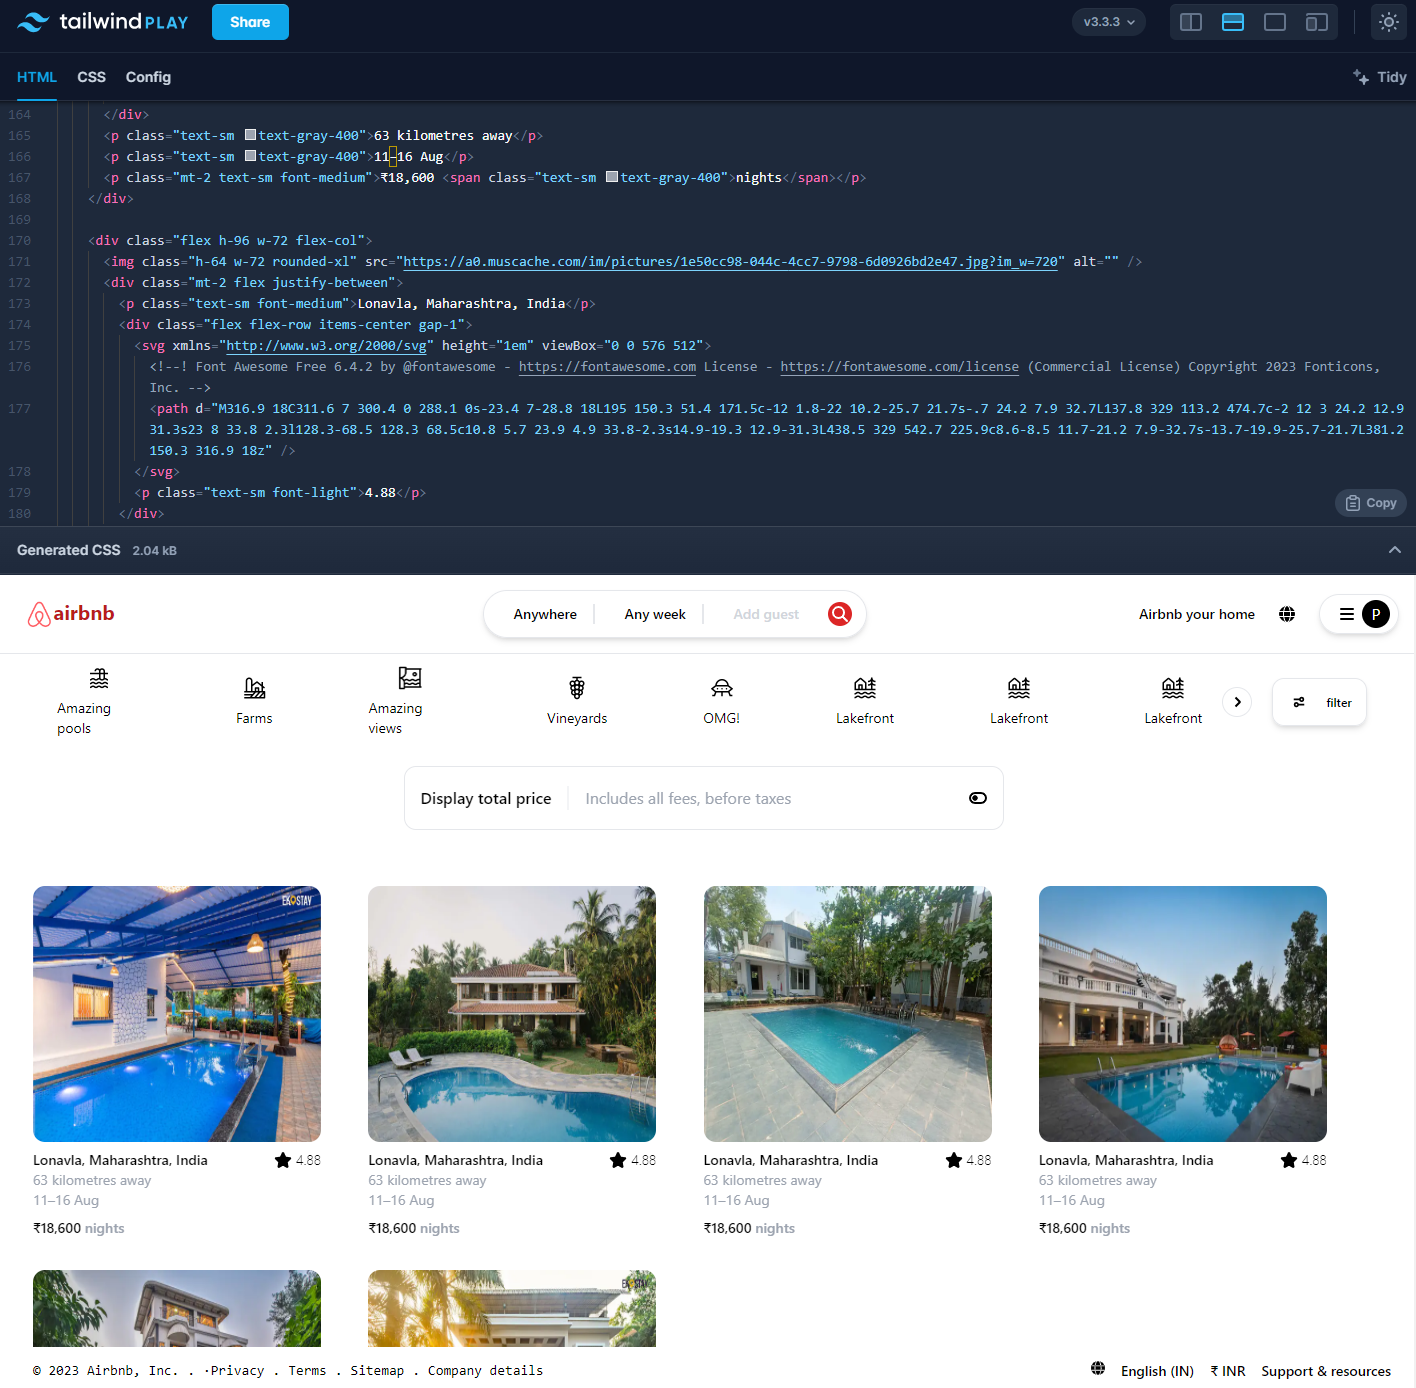 tailwind PLAY Share v3.3.3
HTML CSS Config Tidy
164 </div>
165 <p class="text-sm text-gray-400">63 kilometres away</p>
166 <p class="text-sm text-gray-400">11–16 Aug</p>
167 <p class="mt-2 text-sm font-medium">₹18,600 <span class="text-sm text-gray-400">nights</span></p>
168 </div>
169
170 <div class="flex h-96 w-72 flex-col">
171 <img class="h-64 w-72 rounded-xl" src="https://a0.muscache.com/im/pictures/1e50cc98-044c-4cc7-9798-6d0926bd2e47.jpg?im_w=720" alt="" />
172 <div class="mt-2 flex justify-between">
173 <p class="text-sm font-medium">Lonavla, Maharashtra, India</p>
174 <div class="flex flex-row items-center gap-1">
175 <svg xmlns="http://www.w3.org/2000/svg" height="1em" viewBox="0 0 576 512">
176 <!--! Font Awesome Free 6.4.2 by @fontawesome - https://fontawesome.com License - https://fontawesome.com/license (Commercial License) Copyright 2023 Fonticons,
Inc. -->
177 <path d="M316.9 18C311.6 7 300.4 0 288.1 0s-23.4 7-28.8 18L195 150.3 51.4 171.5c-12 1.8-22 10.2-25.7 21.7s-.7 24.2 7.9 32.7L137.8 329 113.2 474.7c-2 12 3 24.2 12.9
31.3s23 8 33.8 2.3l128.3-68.5 128.3 68.5c10.8 5.7 23.9 4.9 33.8-2.3s14.9-19.3 12.9-31.3L438.5 329 542.7 225.9c8.6-8.5 11.7-21.2 7.9-32.7s-13.7-19.9-25.7-21.7L381.2
150.3 316.9 18z" />
178 </svg>
179 <p class="text-sm font-light">4.88</p>
180 </div>
Copy
Generated CSS 2.04 kB
airbnb Anywhere Any week Add guest Airbnb your home P
Amazing pools Farms Amazing views Vineyards OMG! Lakefront Lakefront Lakefront filter
Display total price Includes all fees, before taxes
EKOSTAY
Lonavla, Maharashtra, India 4.88 Lonavla, Maharashtra, India 4.88 Lonavla, Maharashtra, India 4.88 Lonavla, Maharashtra, India 4.88
63 kilometres away 63 kilometres away 63 kilometres away 63 kilometres away
11–16 Aug 11–16 Aug 11–16 Aug 11–16 Aug
₹18,600 nights ₹18,600 nights ₹18,600 nights ₹18,600 nights
EKOSTAY
© 2023 Airbnb, Inc. . ·Privacy . Terms . Sitemap . Company details English (IN) ₹ INR Support & resources